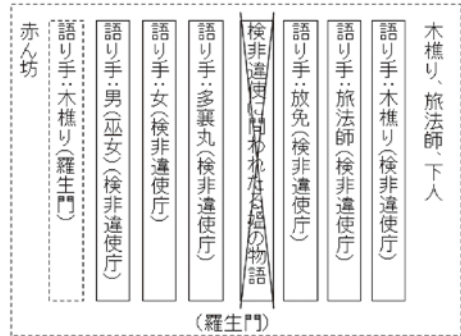 木樵り、旅法師、下人
語り手：木樵り（検非違使庁）
語り手：旅法師（検非違使庁）
語り手：放免（検非違使庁）
検非違使に問われたる媼の物語
語り手：多襄丸（検非違使庁）
語り手：女（検非違使庁）
語り手：男（巫女）（検非違使庁）
語り手：木樵り（羅生門）
赤ん坊
（羅生門）